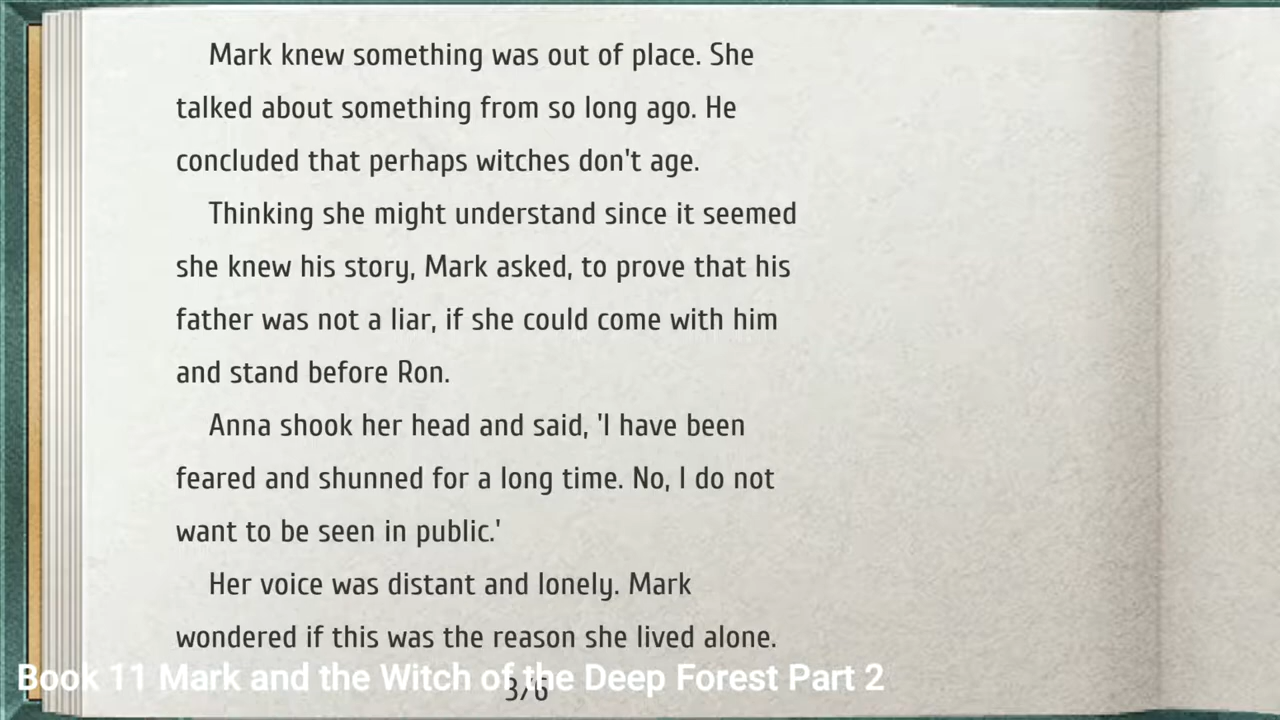 Mark knew something was out of place. She
talked about something from so long ago. He
concluded that perhaps witches don't age.
Thinking she might understand since it seemed
she knew his story, Mark asked, to prove that his
father was not a liar, if she could come with him
and stand before Ron.
Anna shook her head and said, 'I have been
feared and shunned for a long time. No, I do not
want to be seen in public.'
Her voice was distant and lonely. Mark
wondered if this was the reason she lived alone.
Book 11 Mark and the Witch of the Deep Forest Part 2
3/6